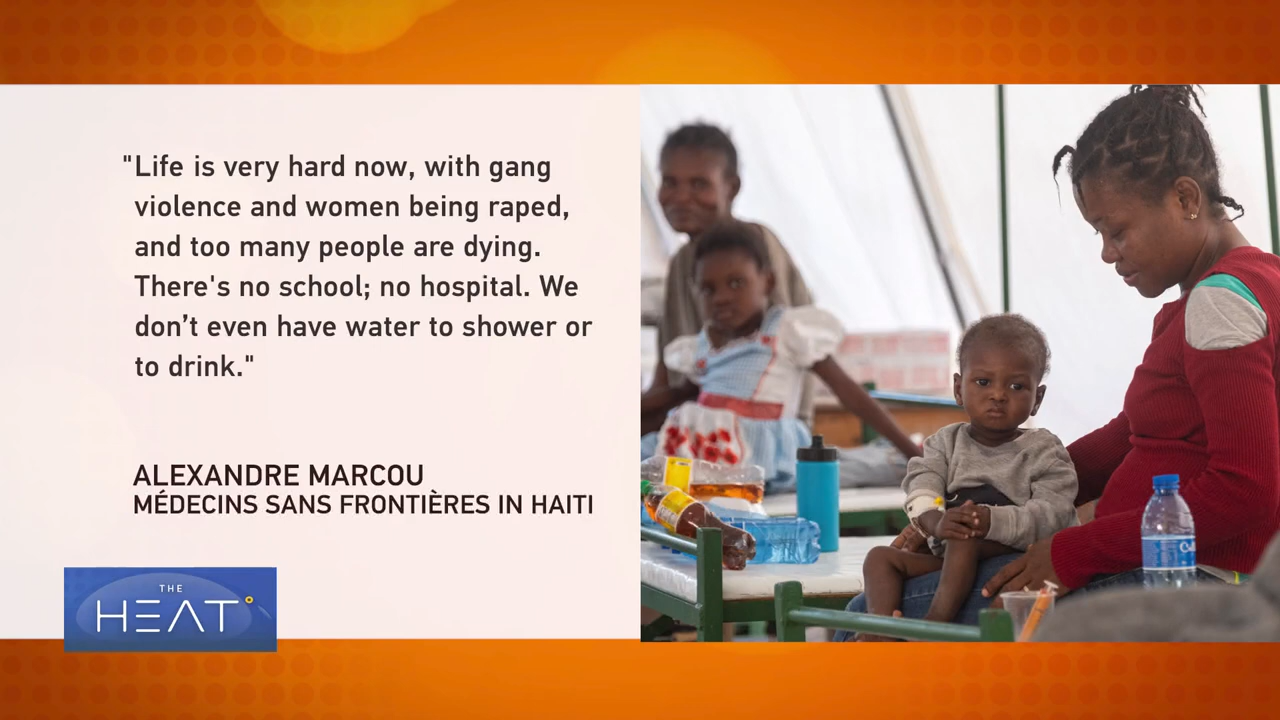 "Life is very hard now, with gang
violence and women being raped,
and too many people are dying.
There's no school; no hospital. We
don’t even have water to shower or
to drink."
ALEXANDRE MARCOU
MÉDECINS SANS FRONTIÈRES IN HAITI
THE
HEAT